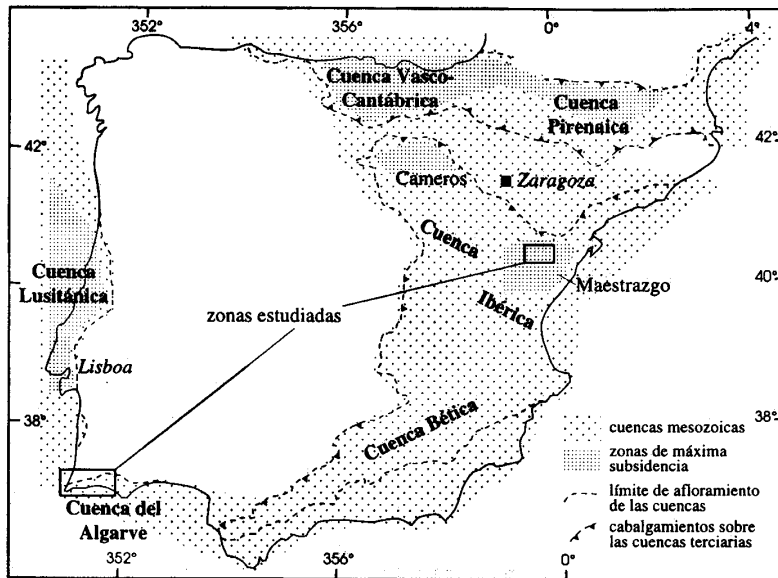 352°
356°
0°
4°
Cuenca Vasco-
Cantábrica
Cuenca
Pirenaica
42°
42°
Cameros
Zaragoza
Cuenca
Ibérica
40°
Maestrazgo
Cuenca
Lusitánica
zonas estudiadas
Lisboa
38°
38°
Cuenca Bética
cuencas mesozoicas
zonas de máxima
subsidencia
límite de afloramiento
de las cuencas
cabalgamientos sobre
las cuencas terciarias
Cuenca del
Algarve
352°
356°
0°